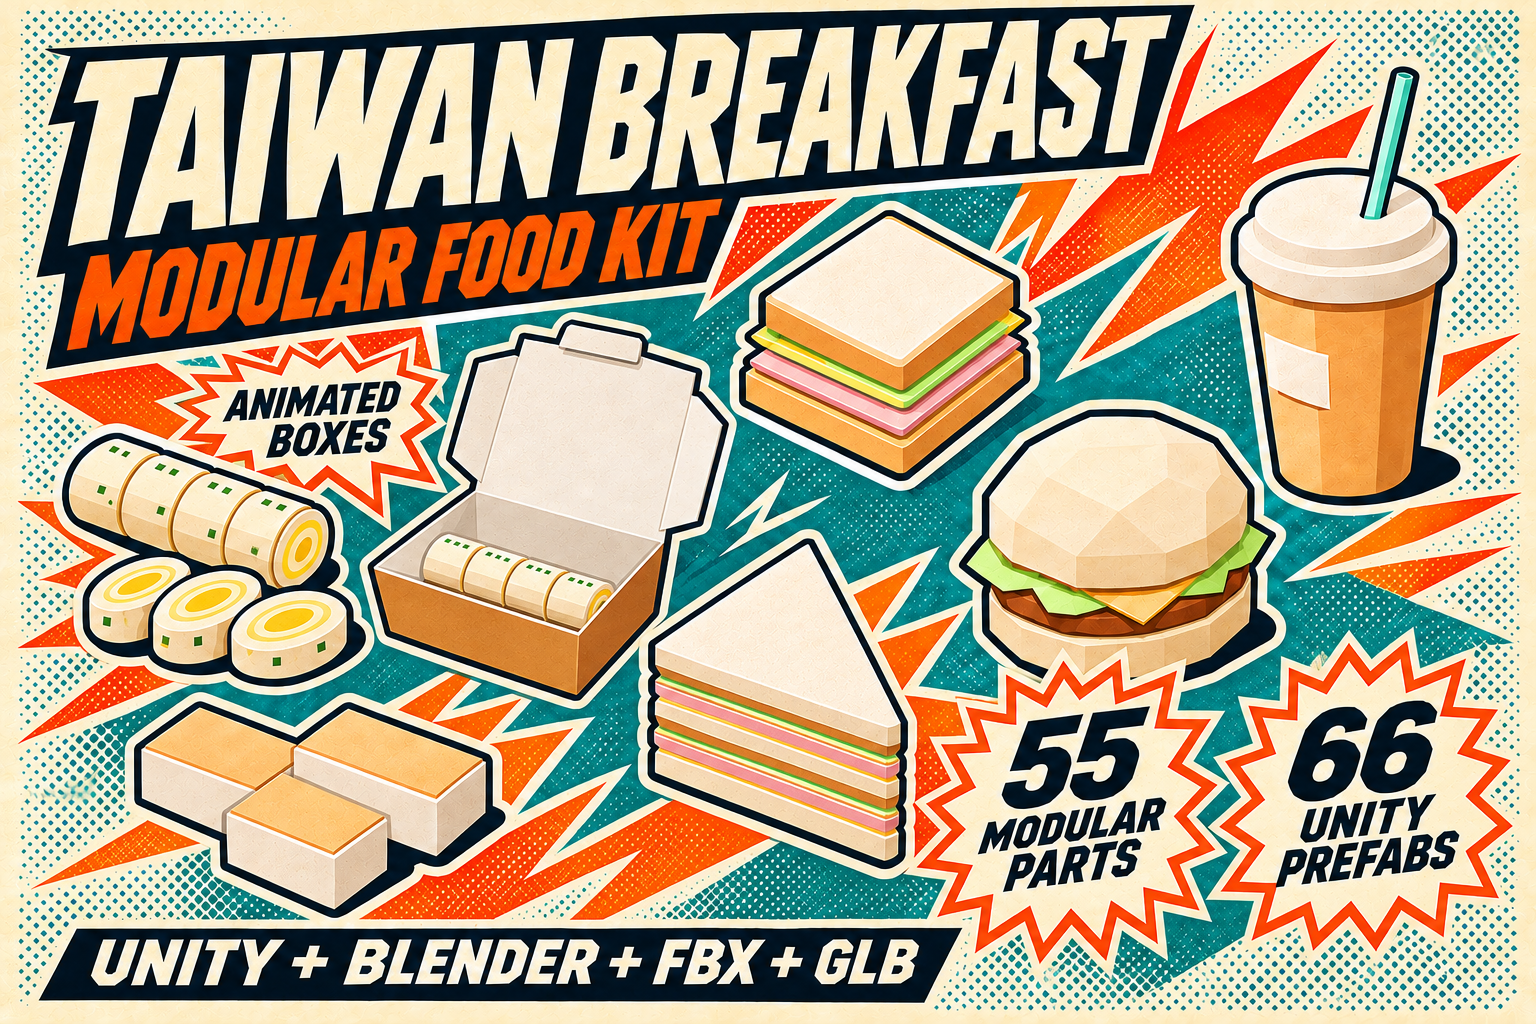 TAIWAN BREAKFAST
MODULAR FOOD KIT
ANIMATED
BOXES
55
MODULAR
PARTS
66
UNITY
PREFABS
UNITY + BLENDER + FBX + GLB